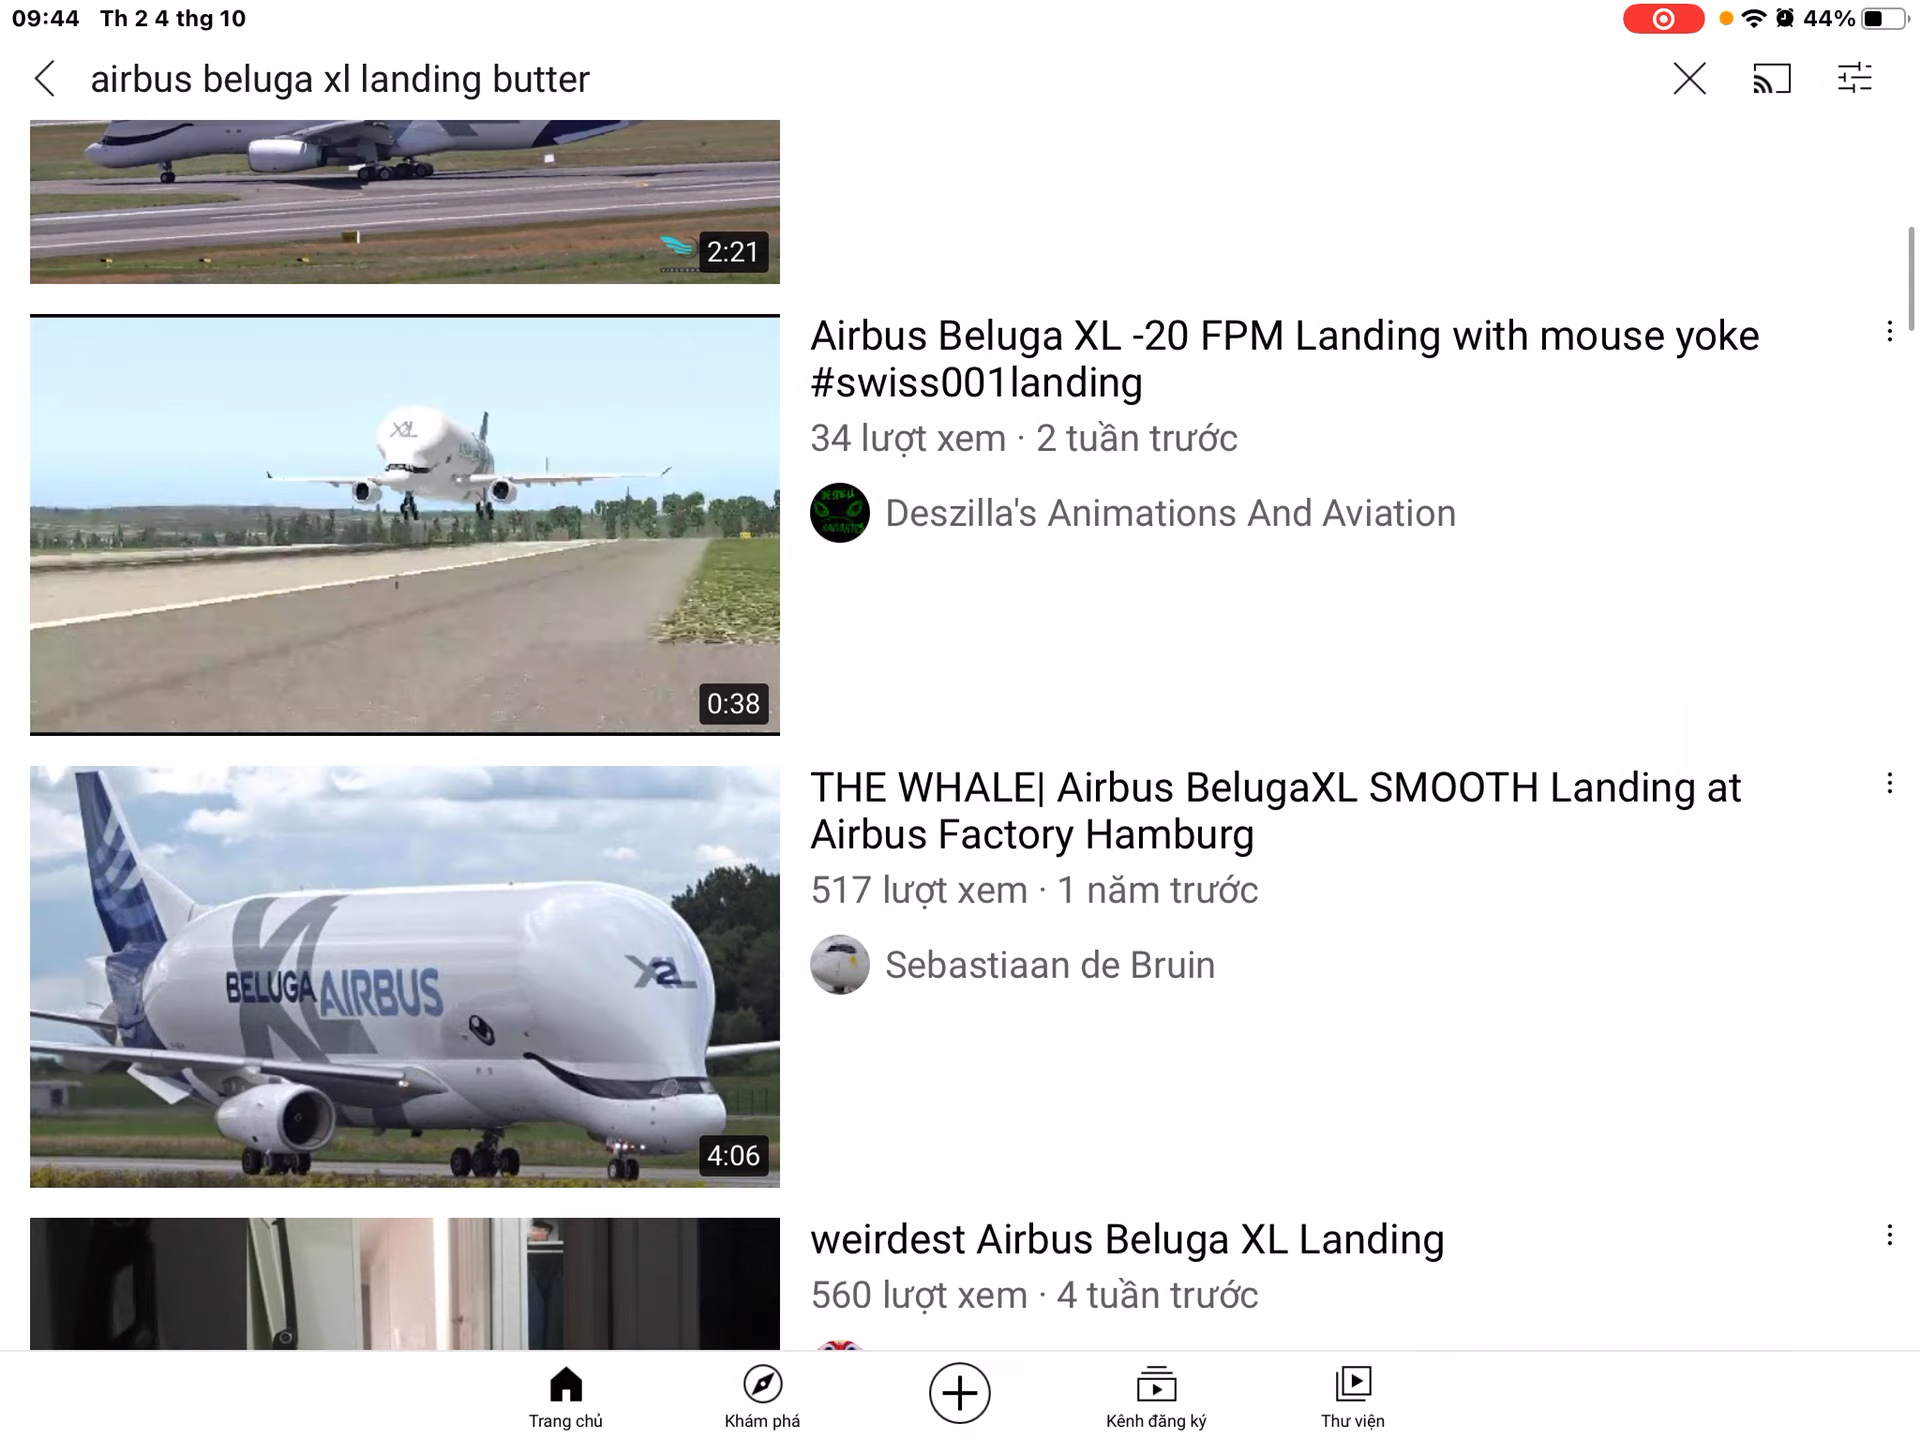 09:44 Th 2 4 thg 10
44%
airbus beluga xl landing butter
2:21
Airbus Beluga XL -20 FPM Landing with mouse yoke
#swiss001landing
34 lượt xem · 2 tuần trước
Deszilla's Animations And Aviation
XL
0:38
THE WHALE| Airbus BelugaXL SMOOTH Landing at
Airbus Factory Hamburg
517 lượt xem · 1 năm trước
Sebastiaan de Bruin
XL
BELUGA AIRBUS
XL
2
4:06
weirdest Airbus Beluga XL Landing
560 lượt xem · 4 tuần trước
Trang chủ
Khám phá
Kênh đăng ký
Thư viện